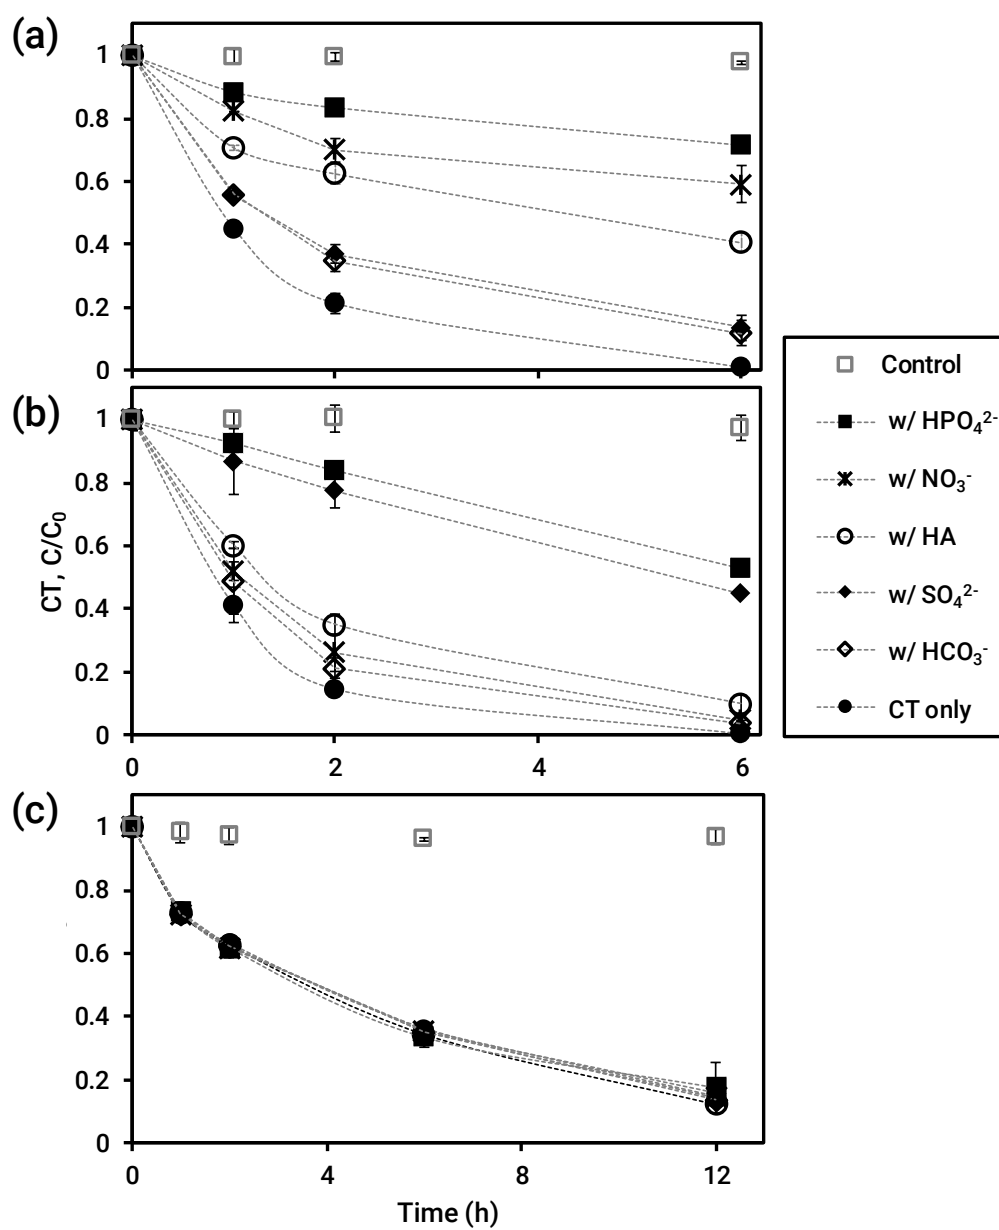 (a)
1
0.8
0.6
0.4
0.2
0
(b)
1
0.8
0.6
0.4
0.2
0
0 2 4 6
CT, C/C₀
(c)
1
0.8
0.6
0.4
0.2
0
0 4 8 12
Time (h)
Control
w/ HPO₄²⁻
w/ NO₃⁻
w/ HA
w/ SO₄²⁻
w/ HCO₃⁻
CT only